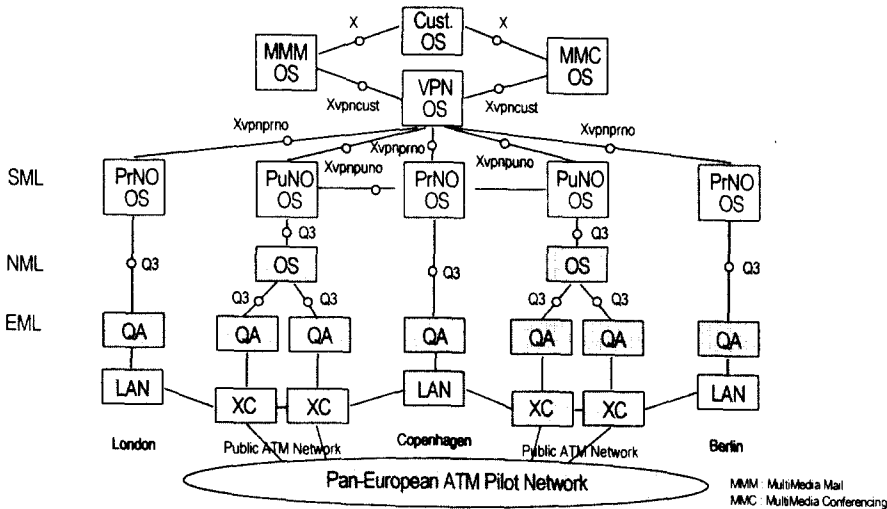 X
Cust.
OS
X
MMM
OS
MMC
OS
VPN
OS
Xvpncust
Xvpncust
Xvpnprno
Xvpnprno
Xvpnprno
Xvpnpuno
Xvpnpuno
SML
PrNO
OS
PuNO
OS
PrNO
OS
PuNO
OS
PrNO
OS
Q3
Q3
NML
Q3
OS
Q3
OS
Q3
Q3
Q3
Q3
Q3
EML
QA
QA
QA
QA
QA
QA
QA
LAN
XC
XC
LAN
XC
XC
LAN
London
Public ATM Network
Copenhagen
Public ATM Network
Berlin
Pan-European ATM Pilot Network
MMM : MultiMedia Mail
MMC : MultiMedia Conferencing